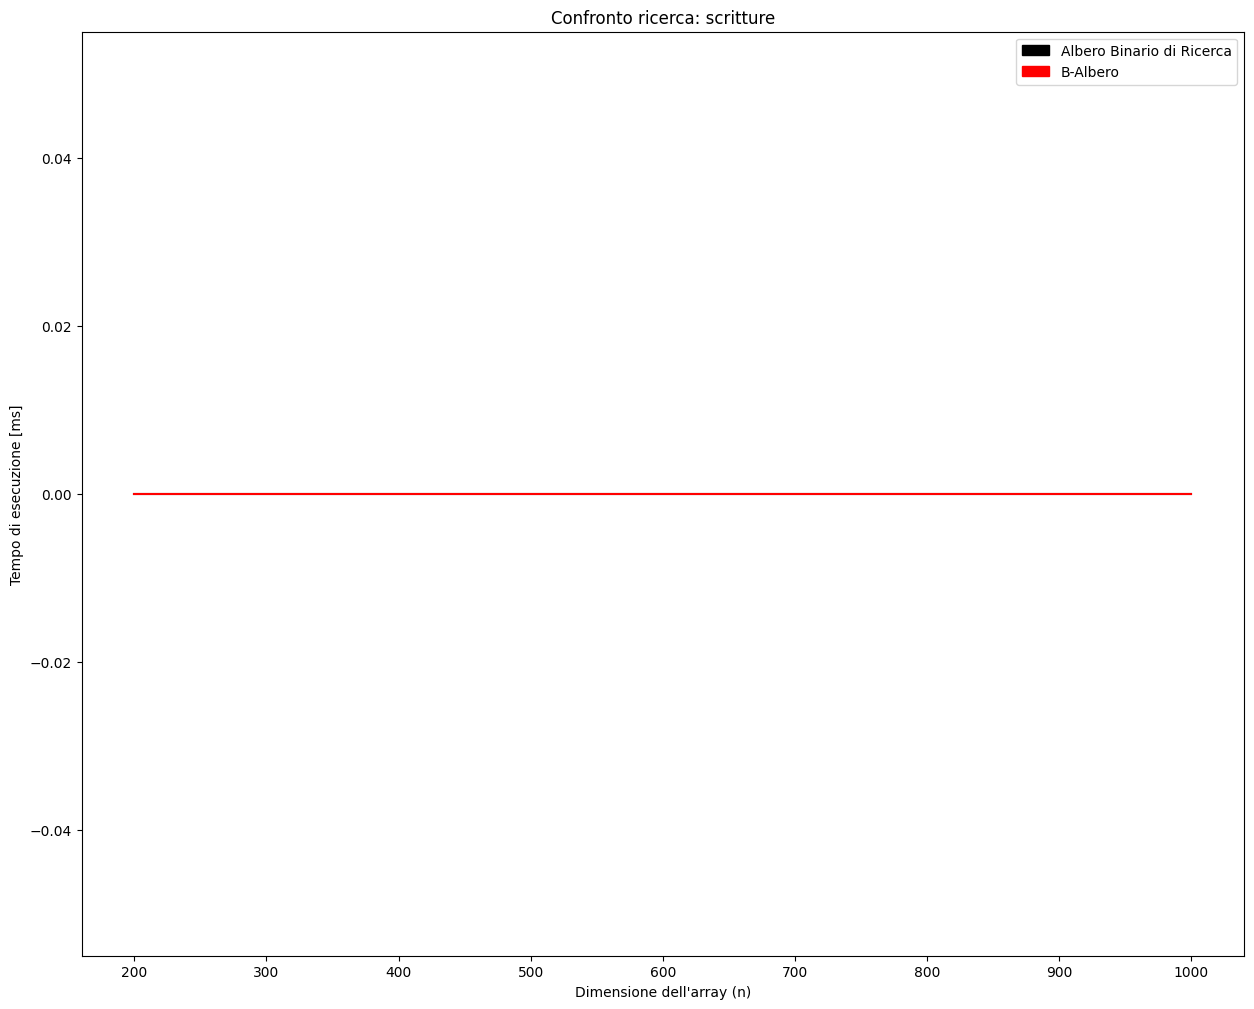 Confronto ricerca: scritture
Albero Binario di Ricerca
B-Albero
Tempo di esecuzione [ms]
0.04
0.02
0.00
−0.02
−0.04
200 300 400 500 600 700 800 900 1000
Dimensione dell'array (n)